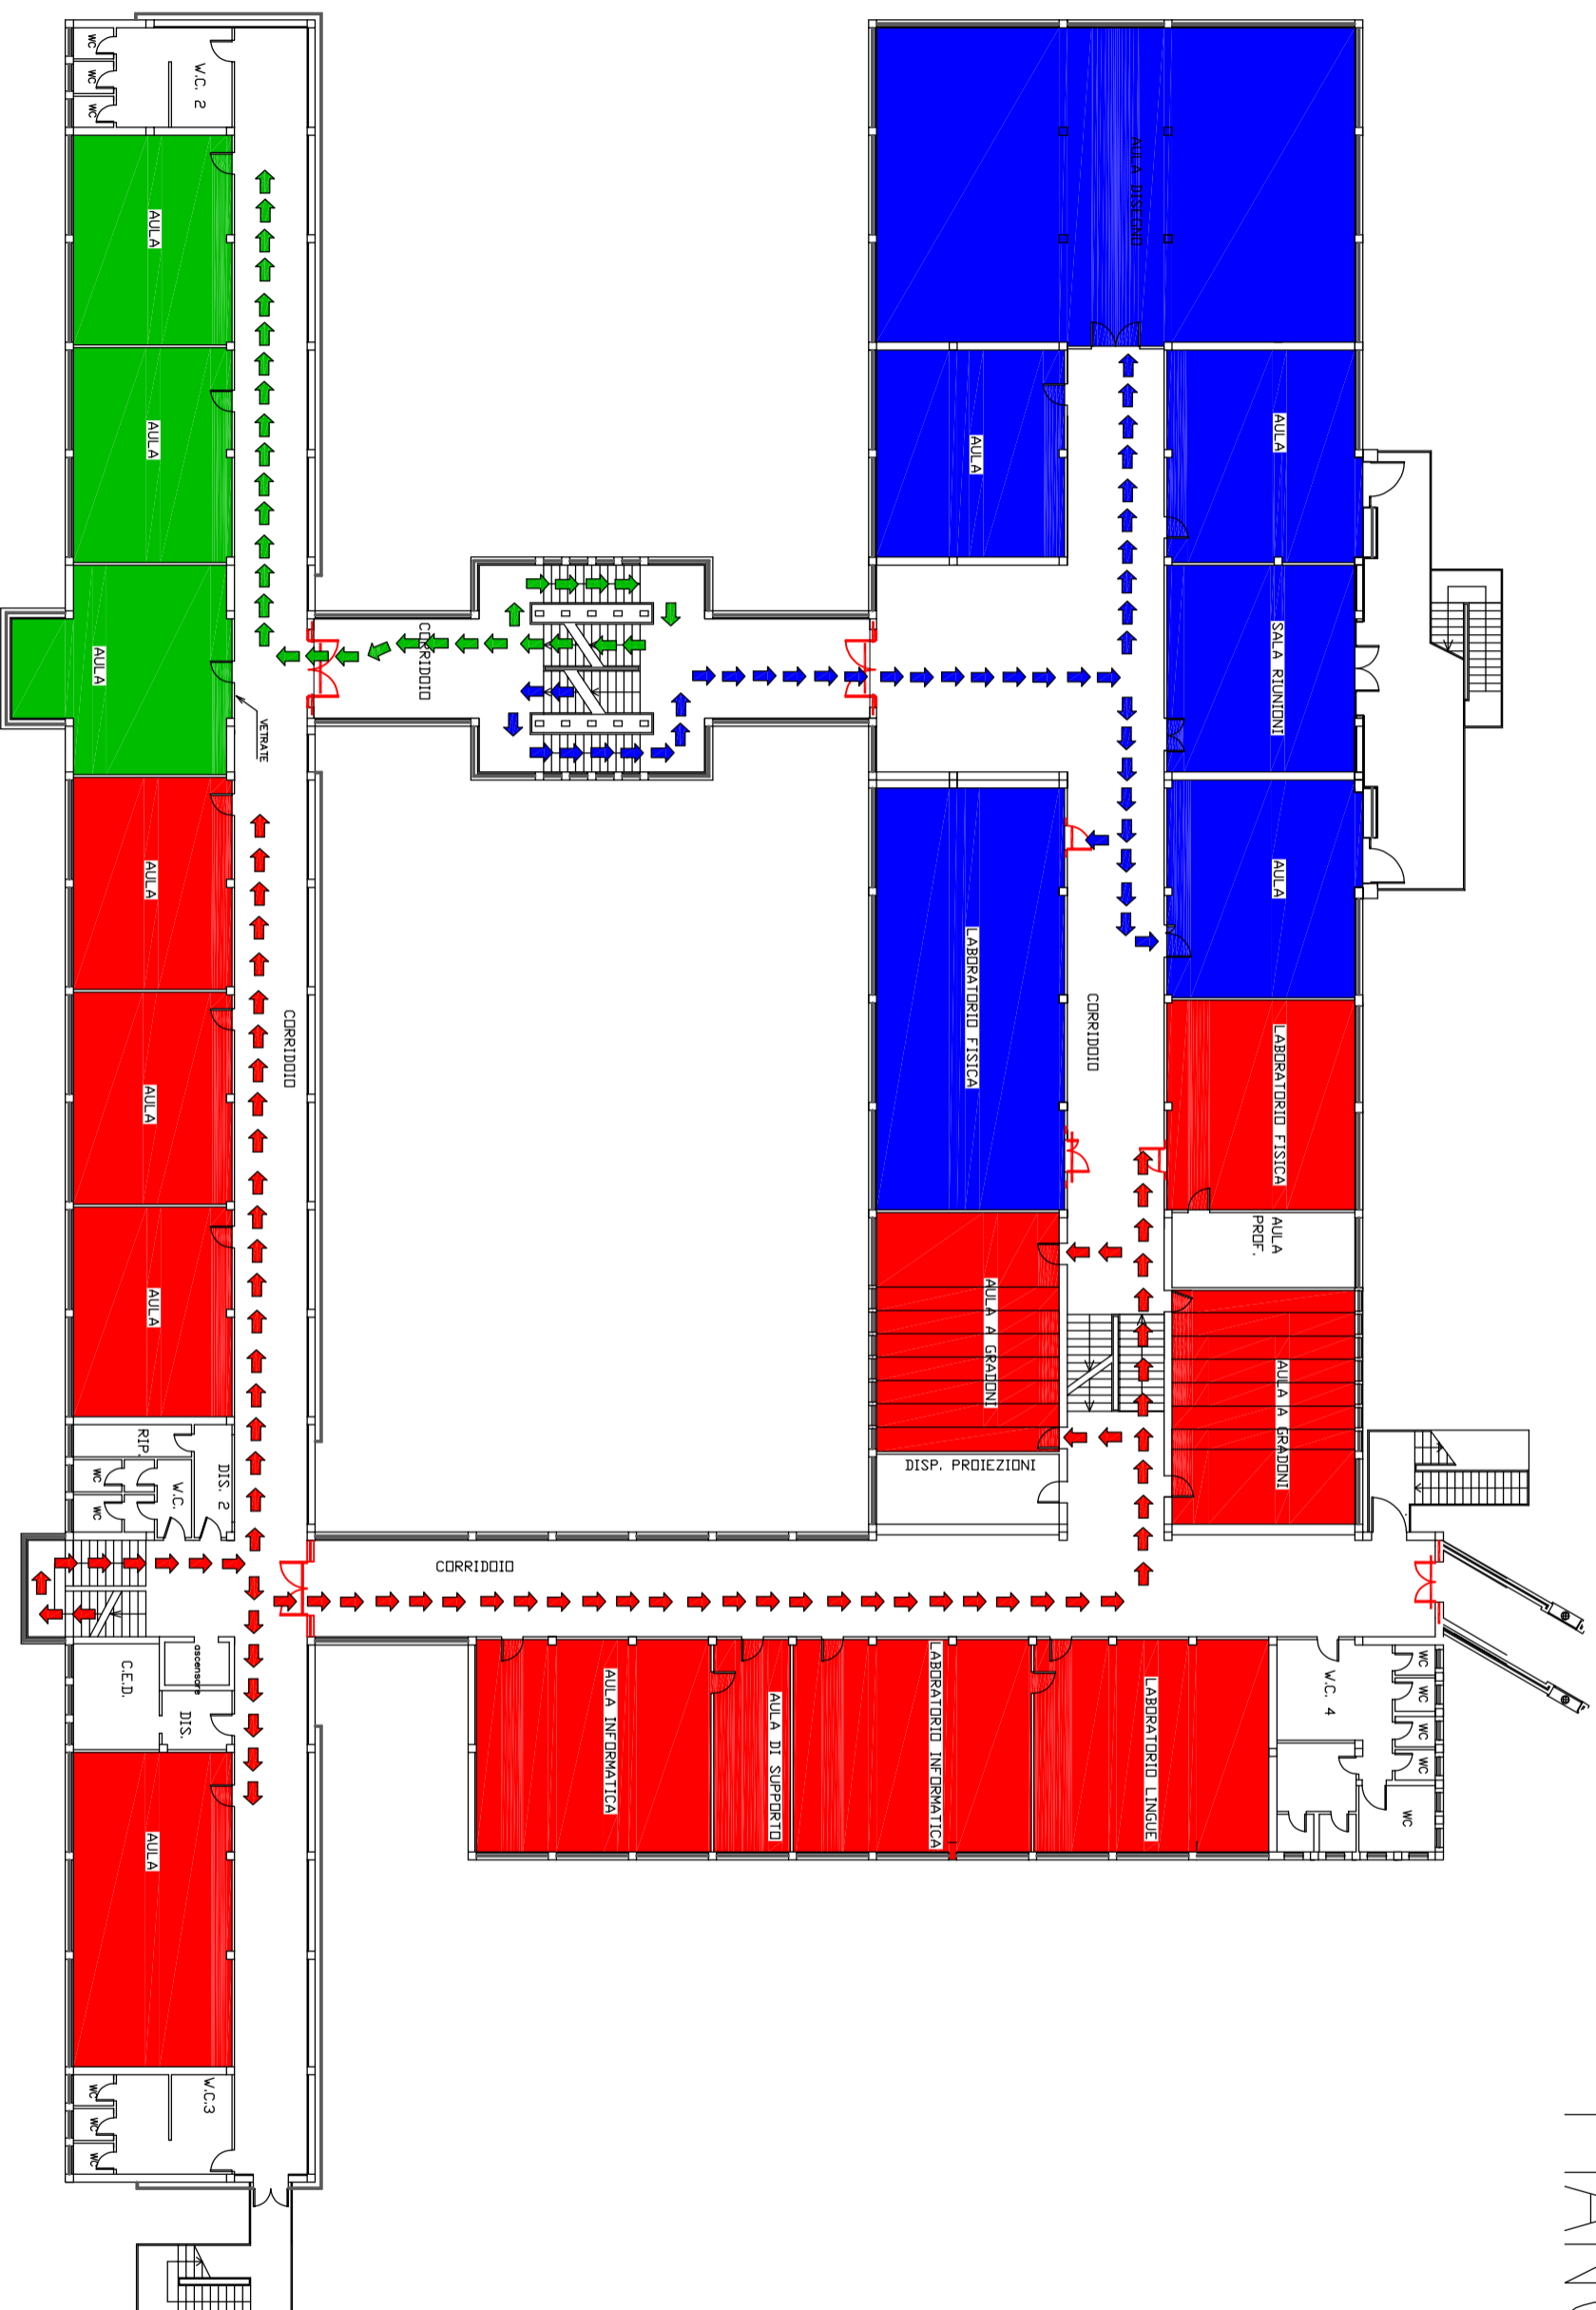 WC
WC
WC
W.C. 2
AULA
AULA
AULA
VETRATE
AULA
AULA
AULA
CORRIDOIO
CORRIDOIO
RIP.
DIS. 2
WC
WC
W.C.
ascensore
C.E.D.
DIS.
AULA
W.C.3
WC
WC
WC
AULA DISEGNO
AULA
AULA
SALA RIUNIONI
AULA
LABORATORIO FISICA
CORRIDOIO
LABORATORIO FISICA
AULA
PROF.
AULA A GRADONI
AULA A GRADONI
DISP. PROIEZIONI
CORRIDOIO
AULA INFORMATICA
AULA DI SUPPORTO
LABORATORIO INFORMATICA
LABORATORIO LINGUE
W.C. 4
WC
WC
WC
WC
WC